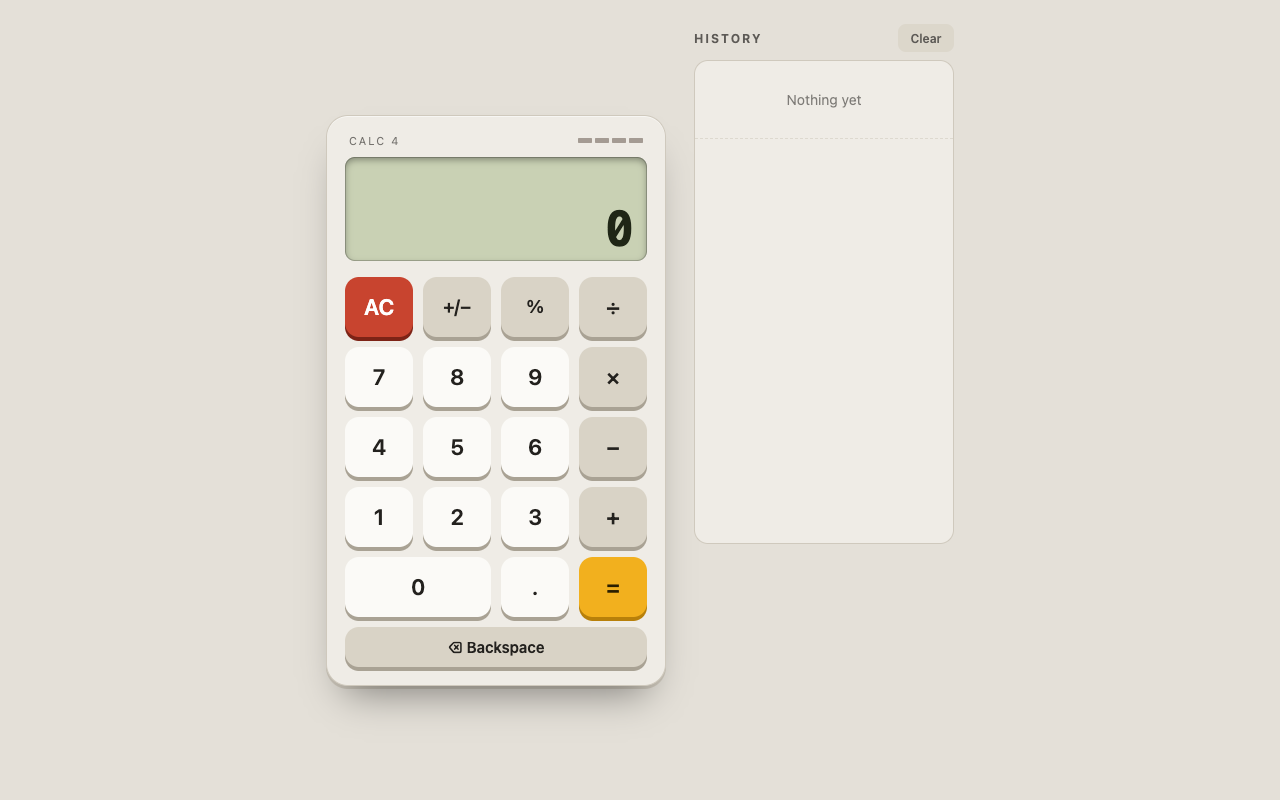 HISTORY Clear
Nothing yet
CALC 4
0
AC +/− % ÷
7 8 9 ×
4 5 6 −
1 2 3 +
0 . =
⌫ Backspace